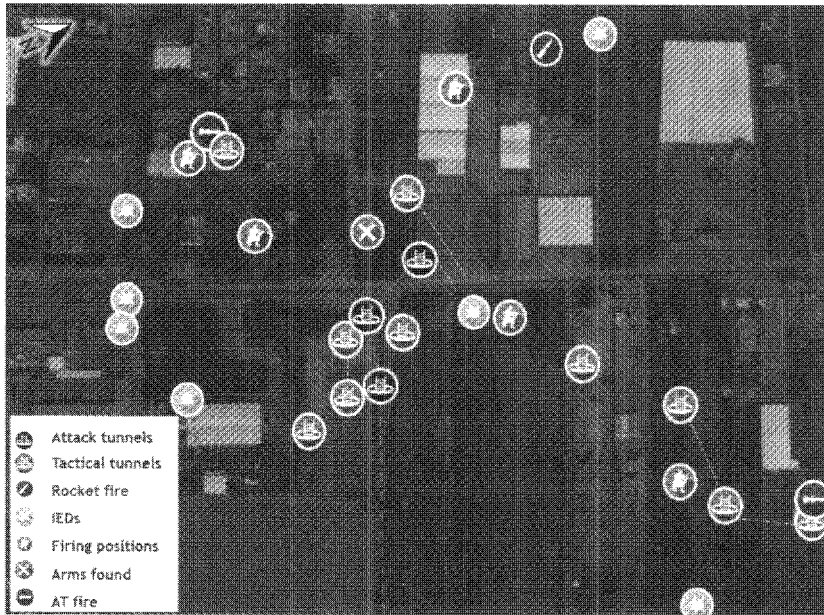 N
Attack tunnels
Tactical tunnels
Rocket fire
IEDs
Firing positions
Arms found
AT fire